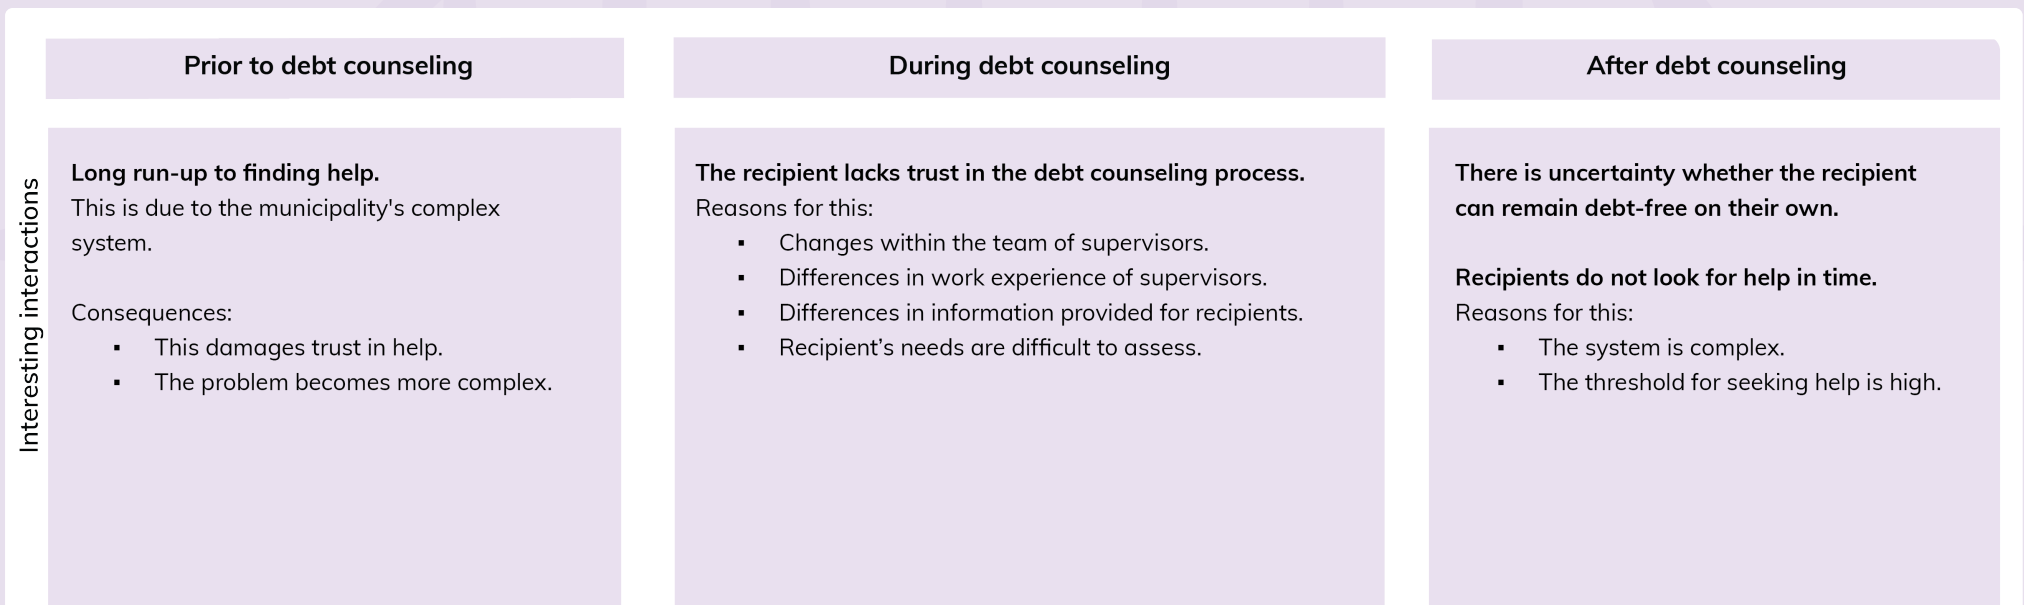 Prior to debt counseling
During debt counseling
After debt counseling
Interesting interactions
Long run-up to finding help.
This is due to the municipality's complex
system.
Consequences:
▪ This damages trust in help.
▪ The problem becomes more complex.
The recipient lacks trust in the debt counseling process.
Reasons for this:
▪ Changes within the team of supervisors.
▪ Differences in work experience of supervisors.
▪ Differences in information provided for recipients.
▪ Recipient’s needs are difficult to assess.
There is uncertainty whether the recipient
can remain debt-free on their own.
Recipients do not look for help in time.
Reasons for this:
▪ The system is complex.
▪ The threshold for seeking help is high.